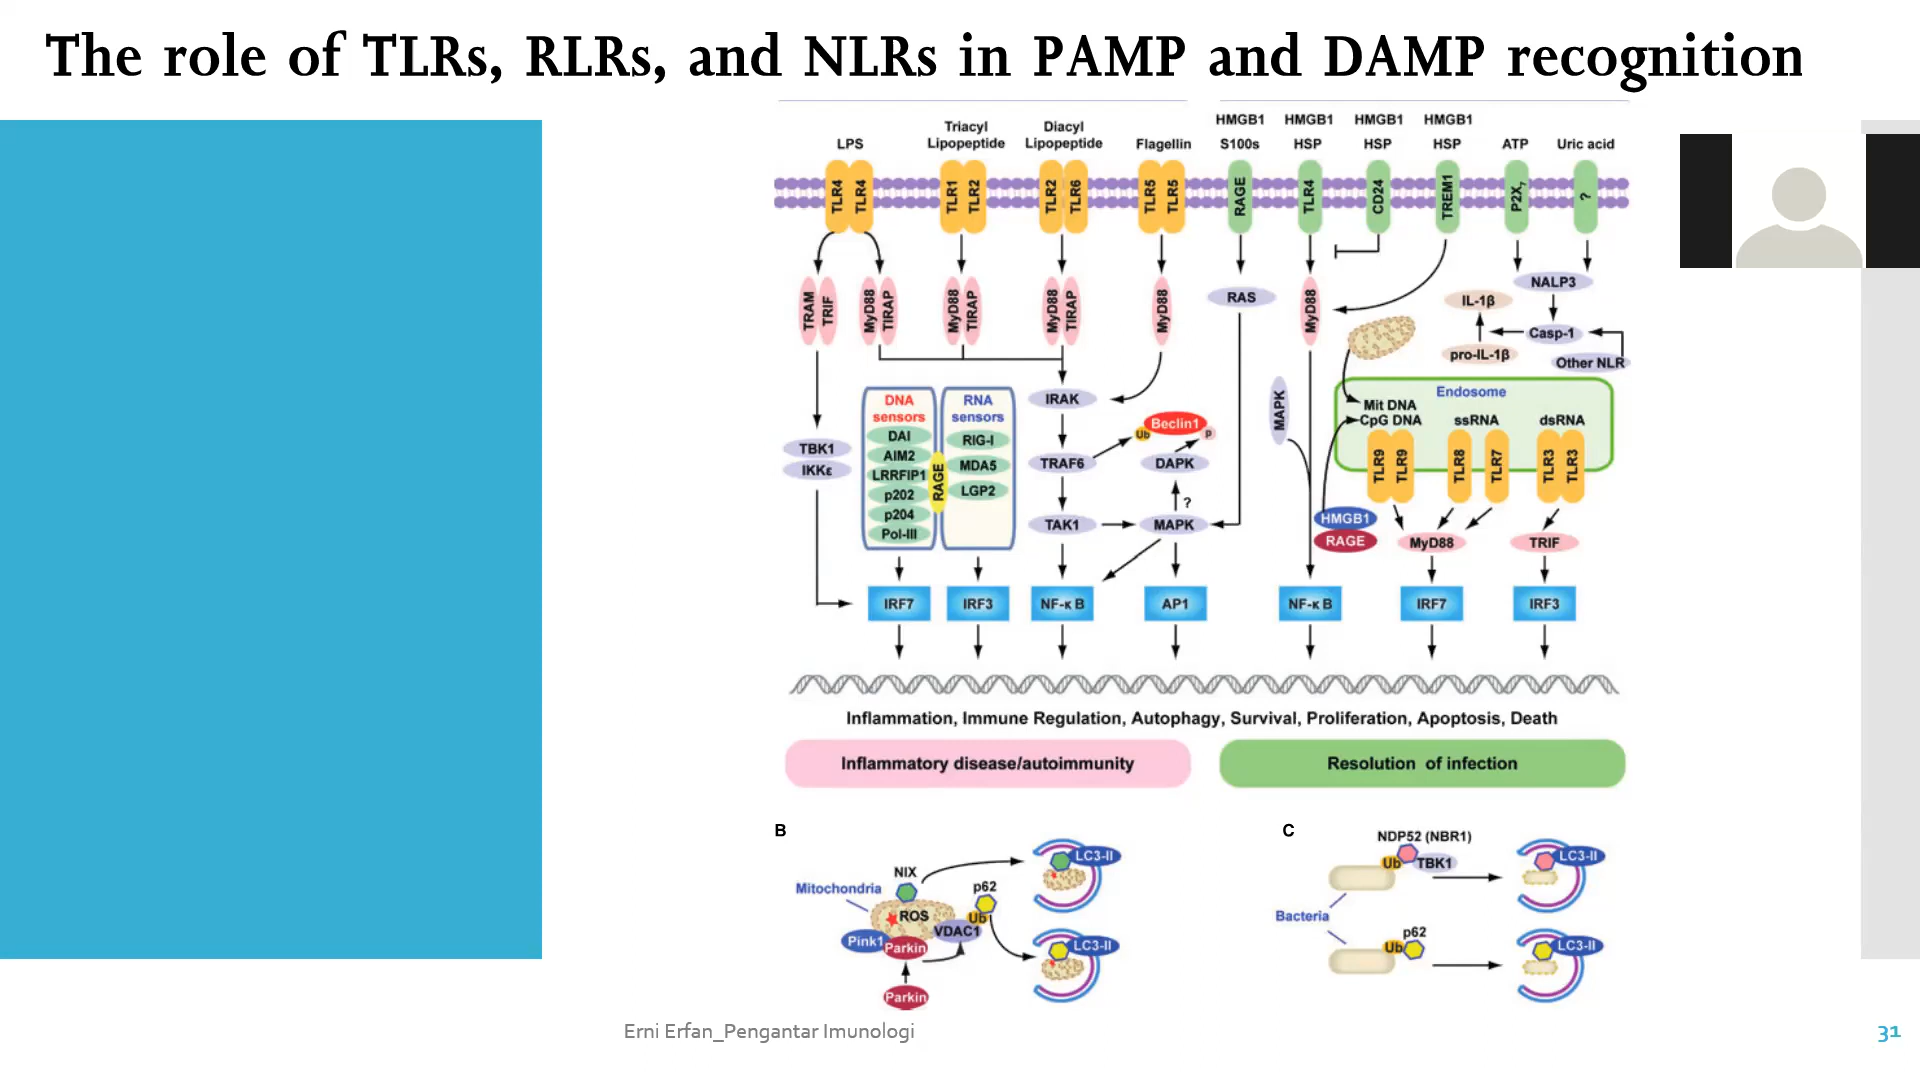 The role of TLRs, RLRs, and NLRs in PAMP and DAMP recognition
LPS
Triacyl
Lipopeptide
Diacyl
Lipopeptide
Flagellin
HMGB1
S100s
HMGB1
HSP
HMGB1
HSP
HMGB1
HSP
ATP
Uric acid
TLR4
TLR4
TLR1
TLR2
TLR2
TLR6
TLR5
TLR5
RAGE
TLR4
CD24
TREM1
P2X₇
?
TRAM
TRIF
MyD88
TIRAP
MyD88
TIRAP
MyD88
TIRAP
MyD88
RAS
MyD88
NALP3
IL-1β
Casp-1
pro-IL-1β
Other NLR
DNA
sensors
DAI
AIM2
LRRFIP1
p202
p204
Pol-III
RAGE
RNA
sensors
RIG-I
MDA5
LGP2
IRAK
TRAF6
TAK1
Beclin1
Ub
p
DAPK
?
MAPK
MAPK
TBK1
IKKε
Endosome
Mit DNA
CpG DNA
ssRNA
dsRNA
TLR9
TLR9
TLR8
TLR7
TLR3
TLR3
HMGB1
RAGE
MyD88
TRIF
IRF7
IRF3
NF-κ B
AP1
NF-κ B
IRF7
IRF3
Inflammation, Immune Regulation, Autophagy, Survival, Proliferation, Apoptosis, Death
Inflammatory disease/autoimmunity
Resolution of infection
B
NIX
Mitochondria
ROS
p62
Ub
VDAC1
Pink1
Parkin
Parkin
LC3-II
LC3-II
C
NDP52 (NBR1)
Ub
TBK1
LC3-II
Bacteria
p62
Ub
LC3-II
Erni Erfan_Pengantar Imunologi
31